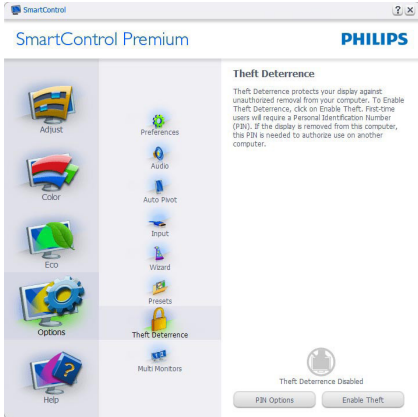 SmartControl
SmartControl Premium
PHILIPS
Adjust
Color
Eco
Options
Help
Preferences
Audio
Auto Pivot
Input
Wizard
Presets
Theft Deterrence
Multi Monitors
Theft Deterrence
Theft Deterrence protects your display against
unauthorized removal from your computer. To Enable
Theft Deterrence, click on Enable Theft. First-time
users will require a Personal Identification Number
(PIN). If the display is removed from this computer,
this PIN is needed to authorize use on another
computer.
Theft Deterrence Disabled
PIN Options
Enable Theft